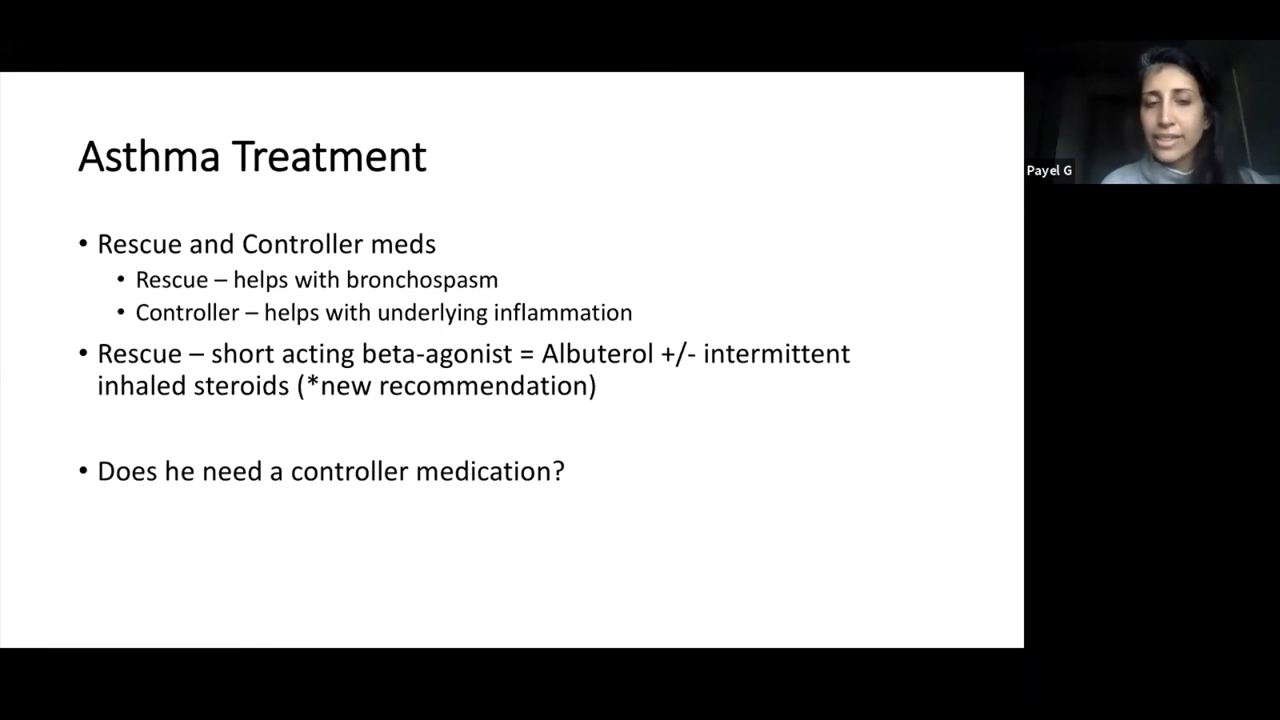 Asthma Treatment
• Rescue and Controller meds
• Rescue – helps with bronchospasm
• Controller – helps with underlying inflammation
• Rescue – short acting beta-agonist = Albuterol +/- intermittent
inhaled steroids (*new recommendation)
• Does he need a controller medication?
Payel G